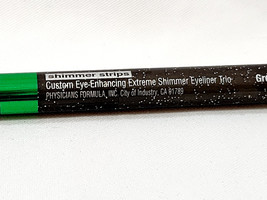 shimmer strips
Custom Eye-Enhancing Extreme Shimmer Eyeliner Trio
PHYSICIANS FORMULA, INC. City of Industry, CA 91789